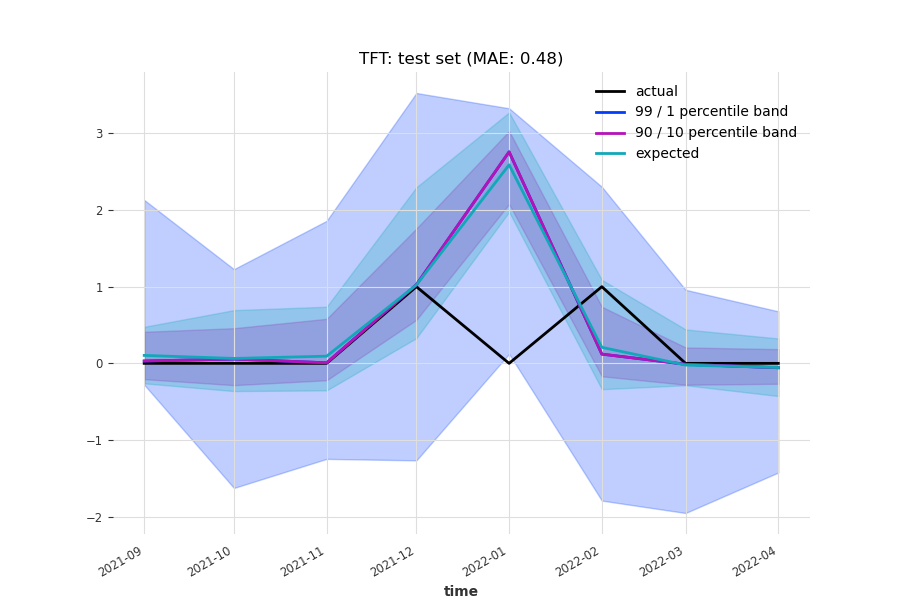 TFT: test set (MAE: 0.48)
actual
99 / 1 percentile band
90 / 10 percentile band
expected
3
2
1
0
−1
−2
2021-09
2021-10
2021-11
2021-12
2022-01
2022-02
2022-03
2022-04
time